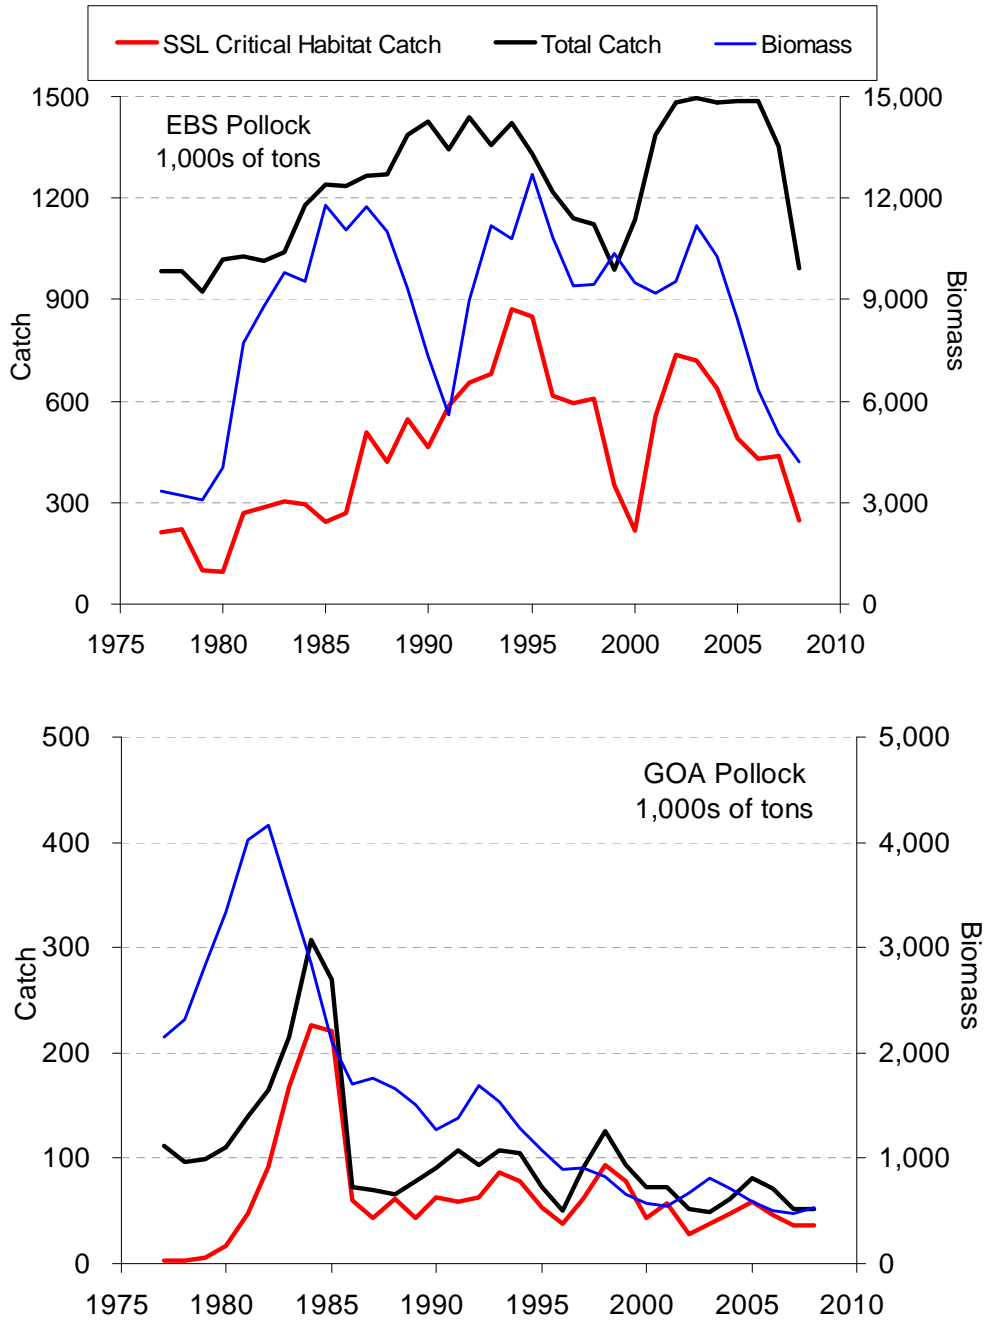 SSL Critical Habitat Catch Total Catch Biomass
EBS Pollock
1,000s of tons
1500
1200
900
600
300
0
Catch
15,000
12,000
9,000
6,000
3,000
0
Biomass
1975 1980 1985 1990 1995 2000 2005 2010
GOA Pollock
1,000s of tons
500
400
300
200
100
0
Catch
5,000
4,000
3,000
2,000
1,000
0
Biomass
1975 1980 1985 1990 1995 2000 2005 2010